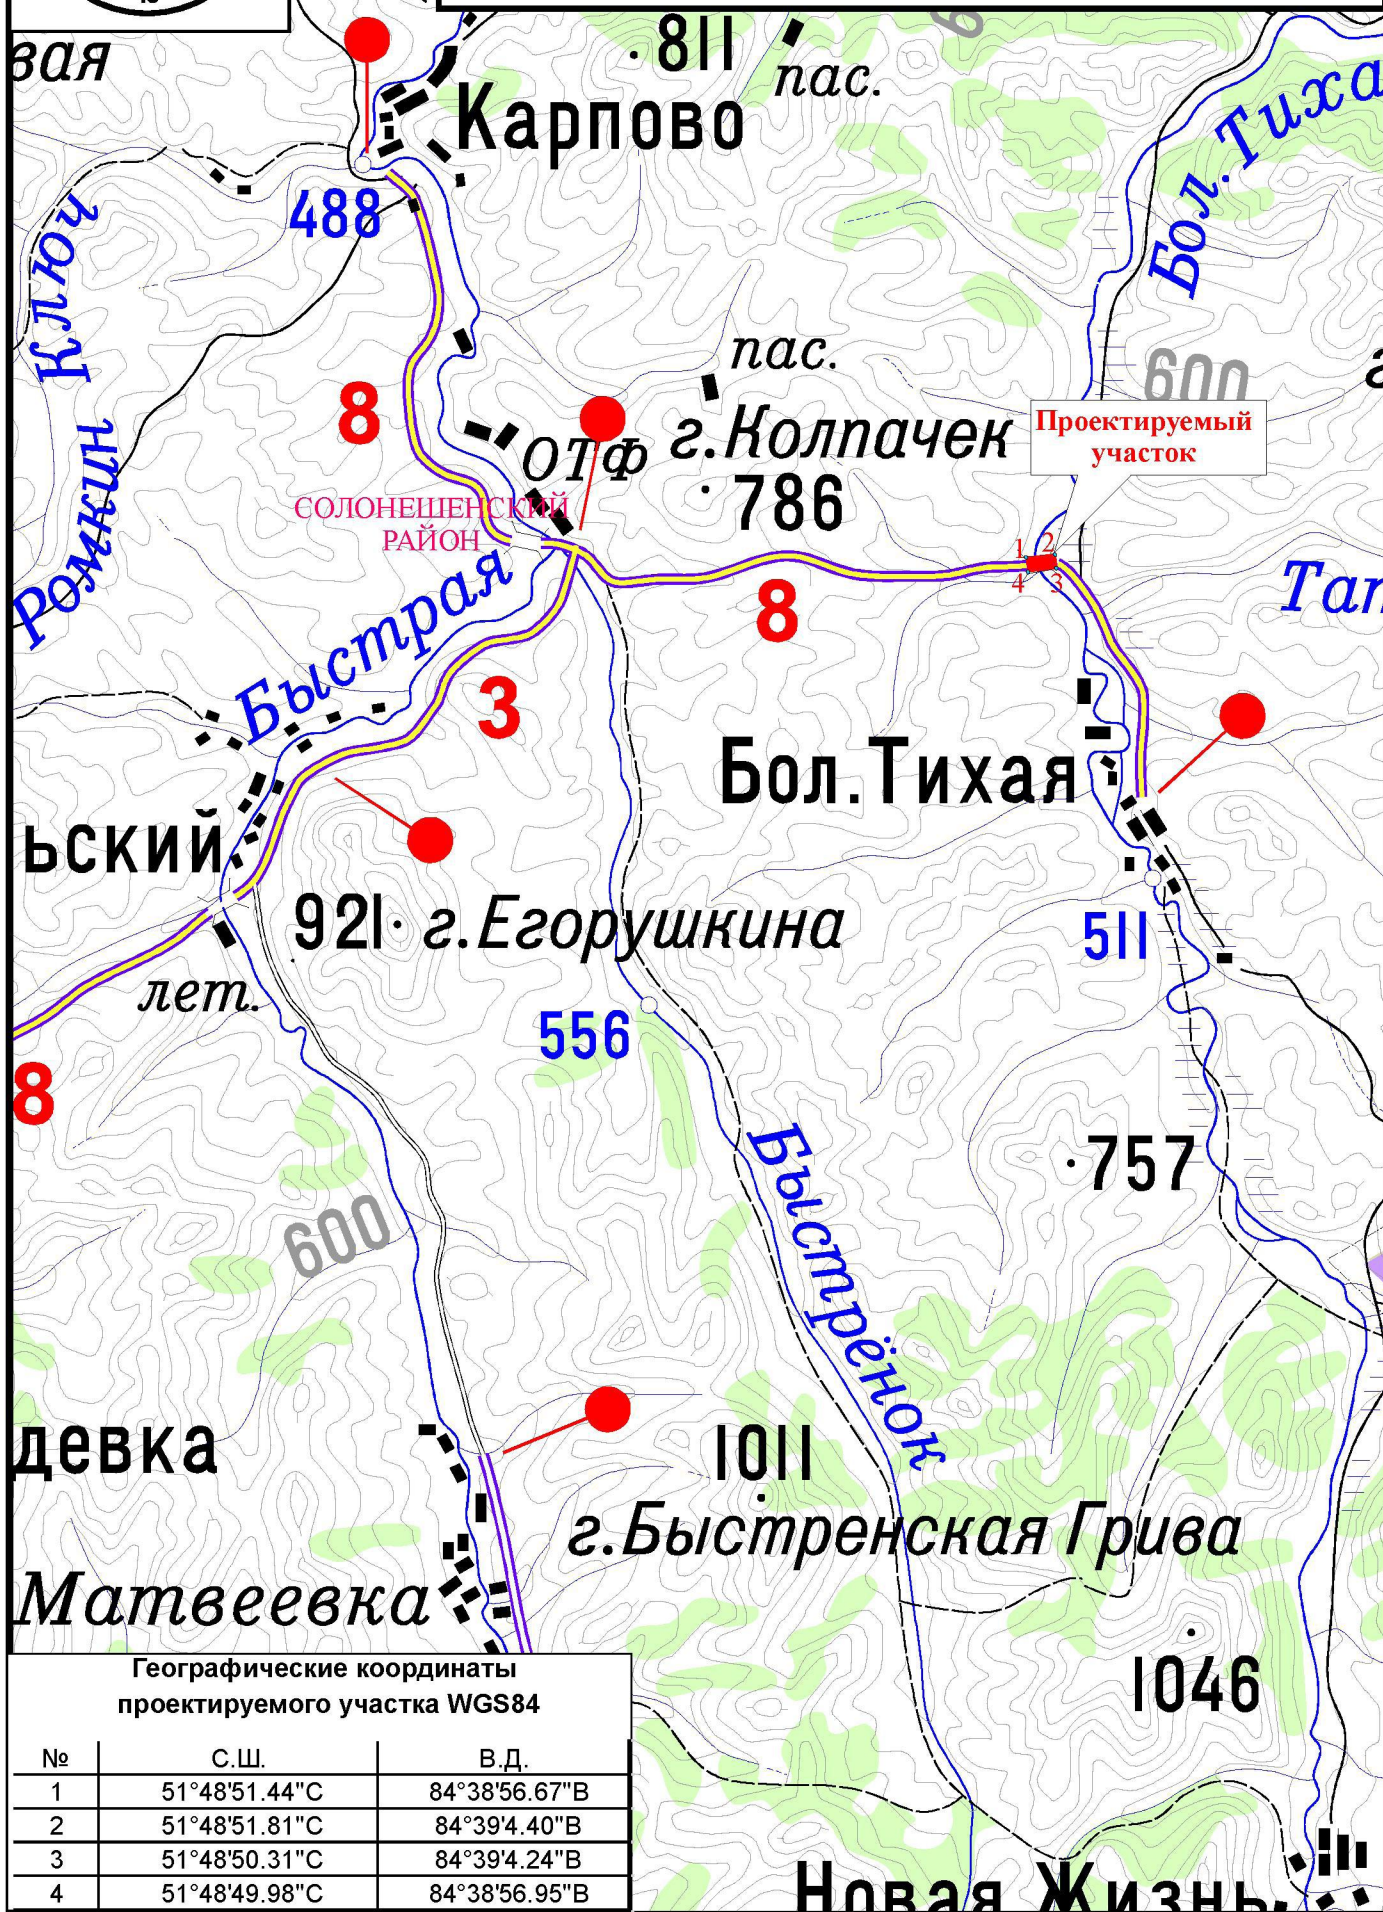 вая
811
пас.
Карпово
Бол. Тиха
488
Ключ
пас.
600
8
г.Колпачек
Проектируемый
участок
ОТФ
786
СОЛОНЕШЕНСКИЙ
РАЙОН
Ромкин
1 2
4 3
Быстрая
8
3
Бол.Тихая
ьский
921
г.Егорушкина
511
лет.
556
8
757
Быстрёнок
600
девка
1011
г.Быстренская Грива
Матвеевка
1046
Географические координаты
проектируемого участка WGS84
№ С.Ш. В.Д.
1 51°48'51.44"С 84°38'56.67"В
2 51°48'51.81"С 84°39'4.40"В
3 51°48'50.31"С 84°39'4.24"В
4 51°48'49.98"С 84°38'56.95"В
Новая Жизнь